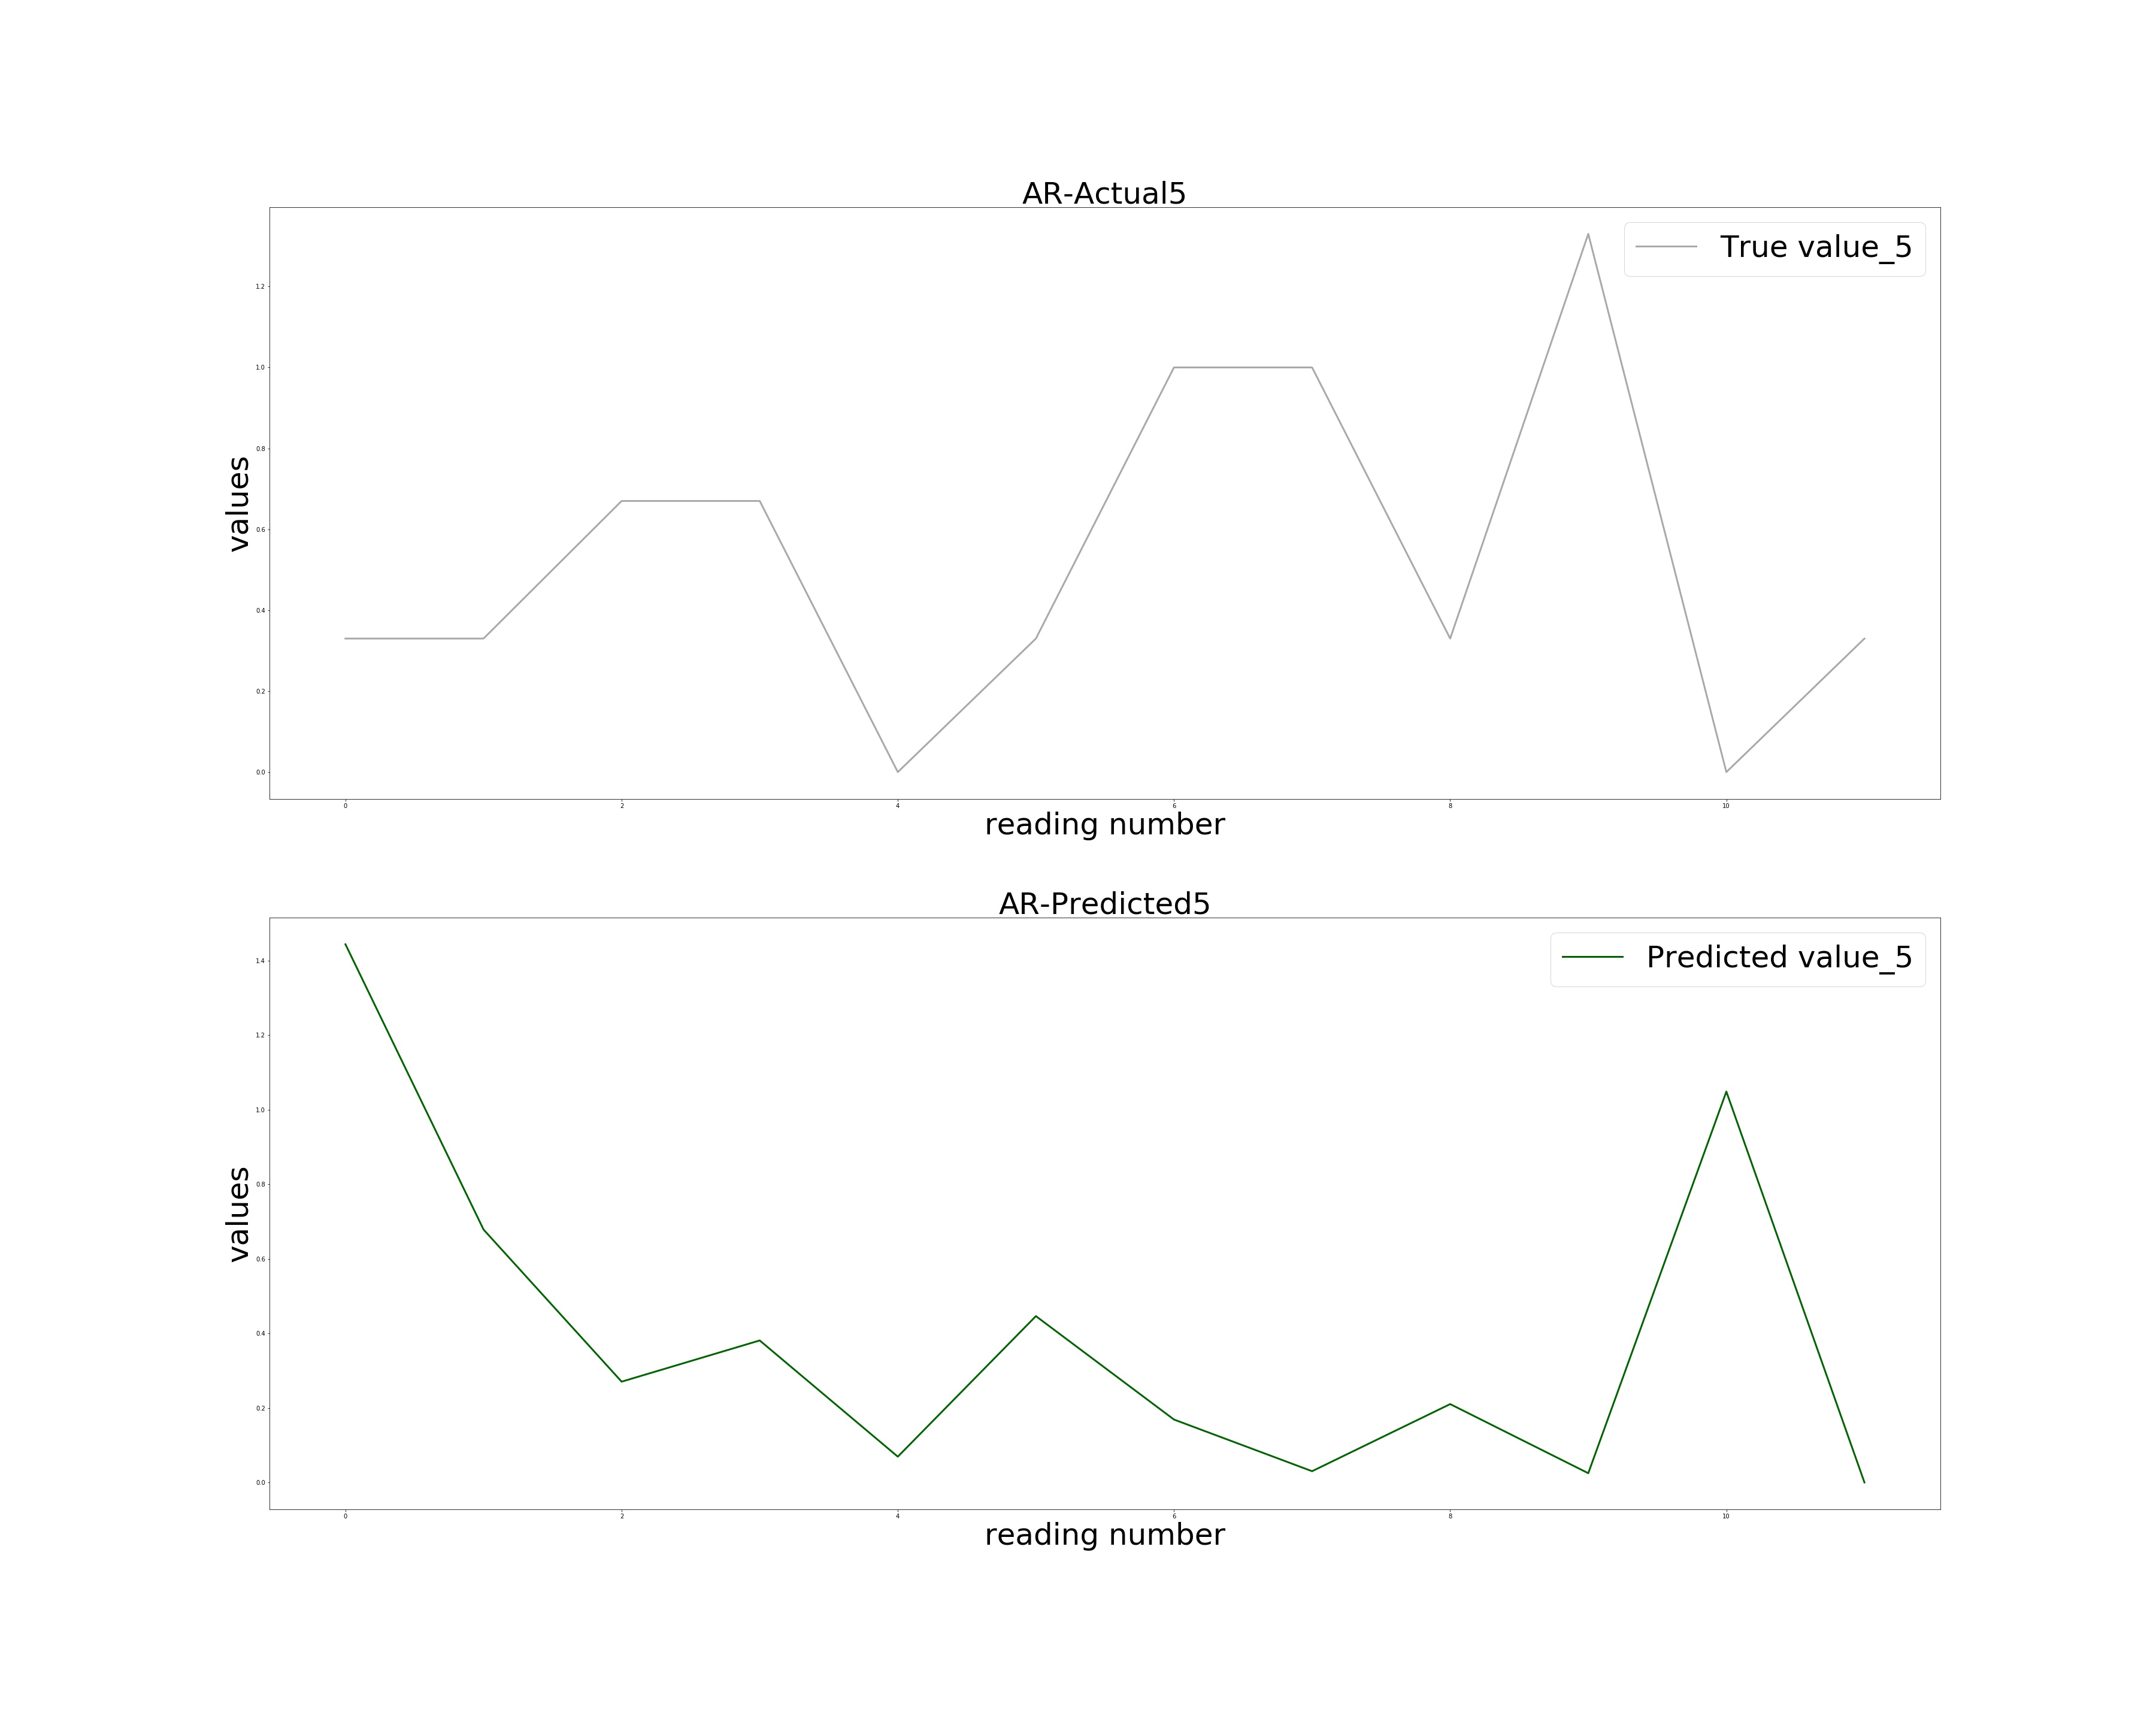 AR-Actual5
True value_5
1.2
1.0
0.8
0.6
0.4
0.2
0.0
values
0 2 4 6 8 10
reading number
AR-Predicted5
Predicted value_5
1.4
1.2
1.0
0.8
0.6
0.4
0.2
0.0
values
0 2 4 6 8 10
reading number